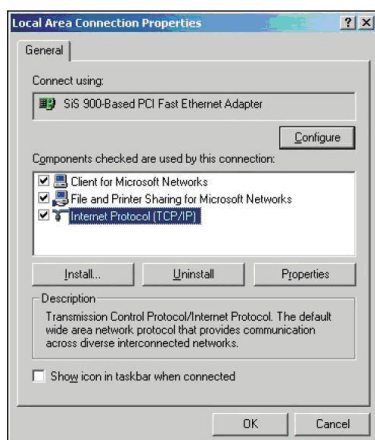 Local Area Connection Properties
General
Connect using:
SiS 900-Based PCI Fast Ethernet Adapter
Configure
Components checked are used by this connection:
Client for Microsoft Networks
File and Printer Sharing for Microsoft Networks
Internet Protocol (TCP/IP)
Install... Uninstall Properties
Description
Transmission Control Protocol/Internet Protocol. The default
wide area network protocol that provides communication
across diverse interconnected networks.
Show icon in taskbar when connected
OK Cancel